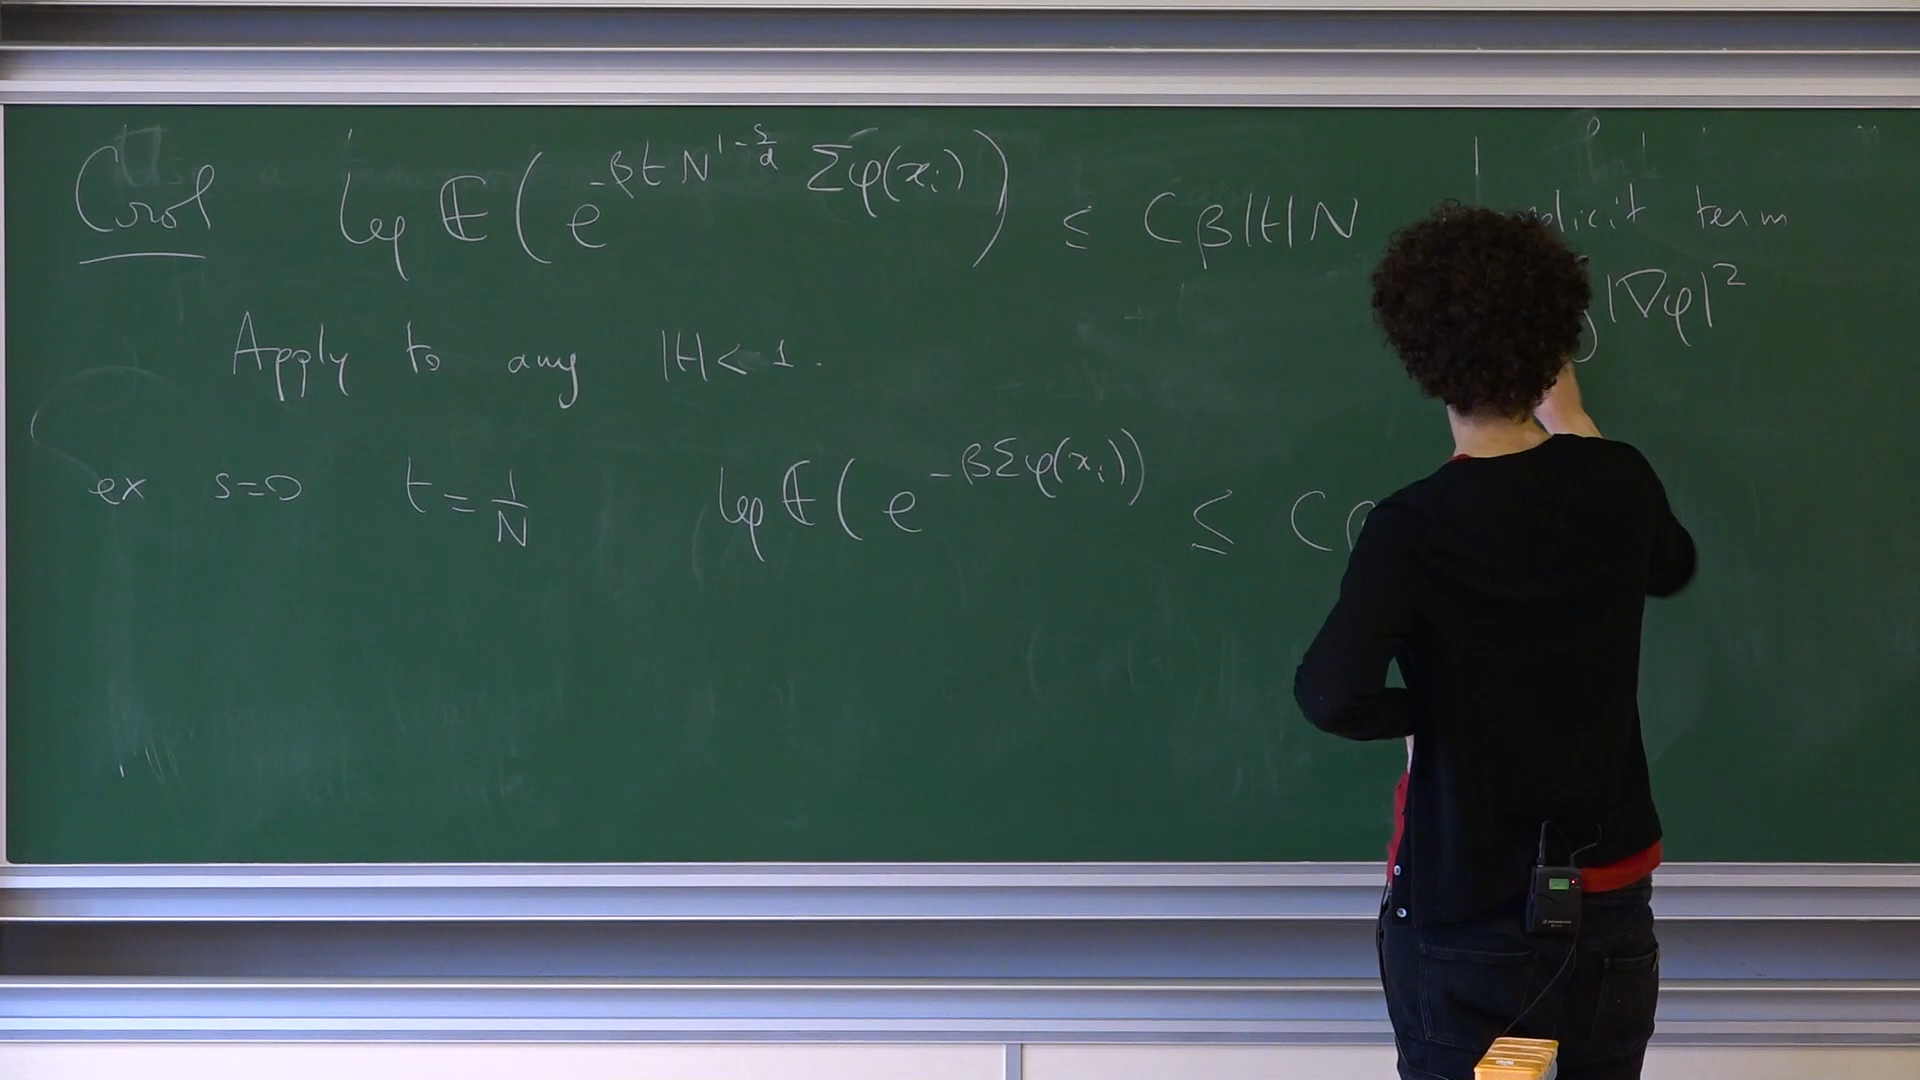 Corol log 𝔼( e^{-βtN^{1-s/d} Σφ(x_i)} ) ≤ Cβ|t|N term
|∇φ|²
Apply to any |t| < 1.
ex s=0 t = 1/N log 𝔼( e^{-βΣφ(x_i)} ) ≤ C